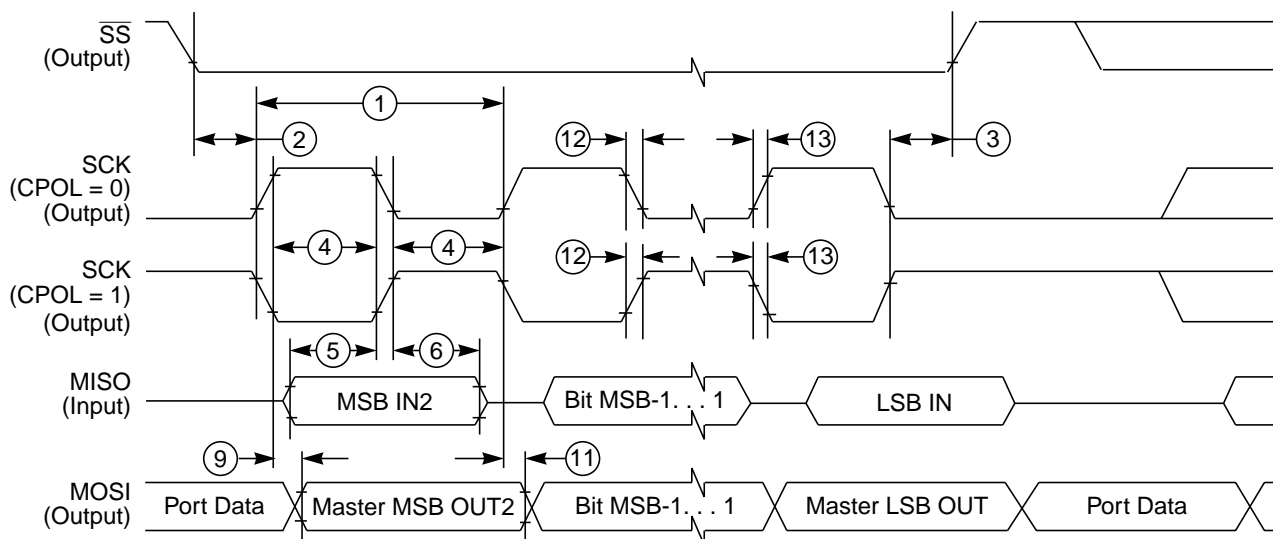 SS
(Output)
1
2
12
13
3
SCK
(CPOL = 0)
(Output)
4
4
SCK
(CPOL = 1)
(Output)
12
13
5
6
MISO
(Input)
MSB IN2
Bit MSB-1. . . 1
LSB IN
9
11
MOSI
(Output)
Port Data
Master MSB OUT2
Bit MSB-1. . . 1
Master LSB OUT
Port Data